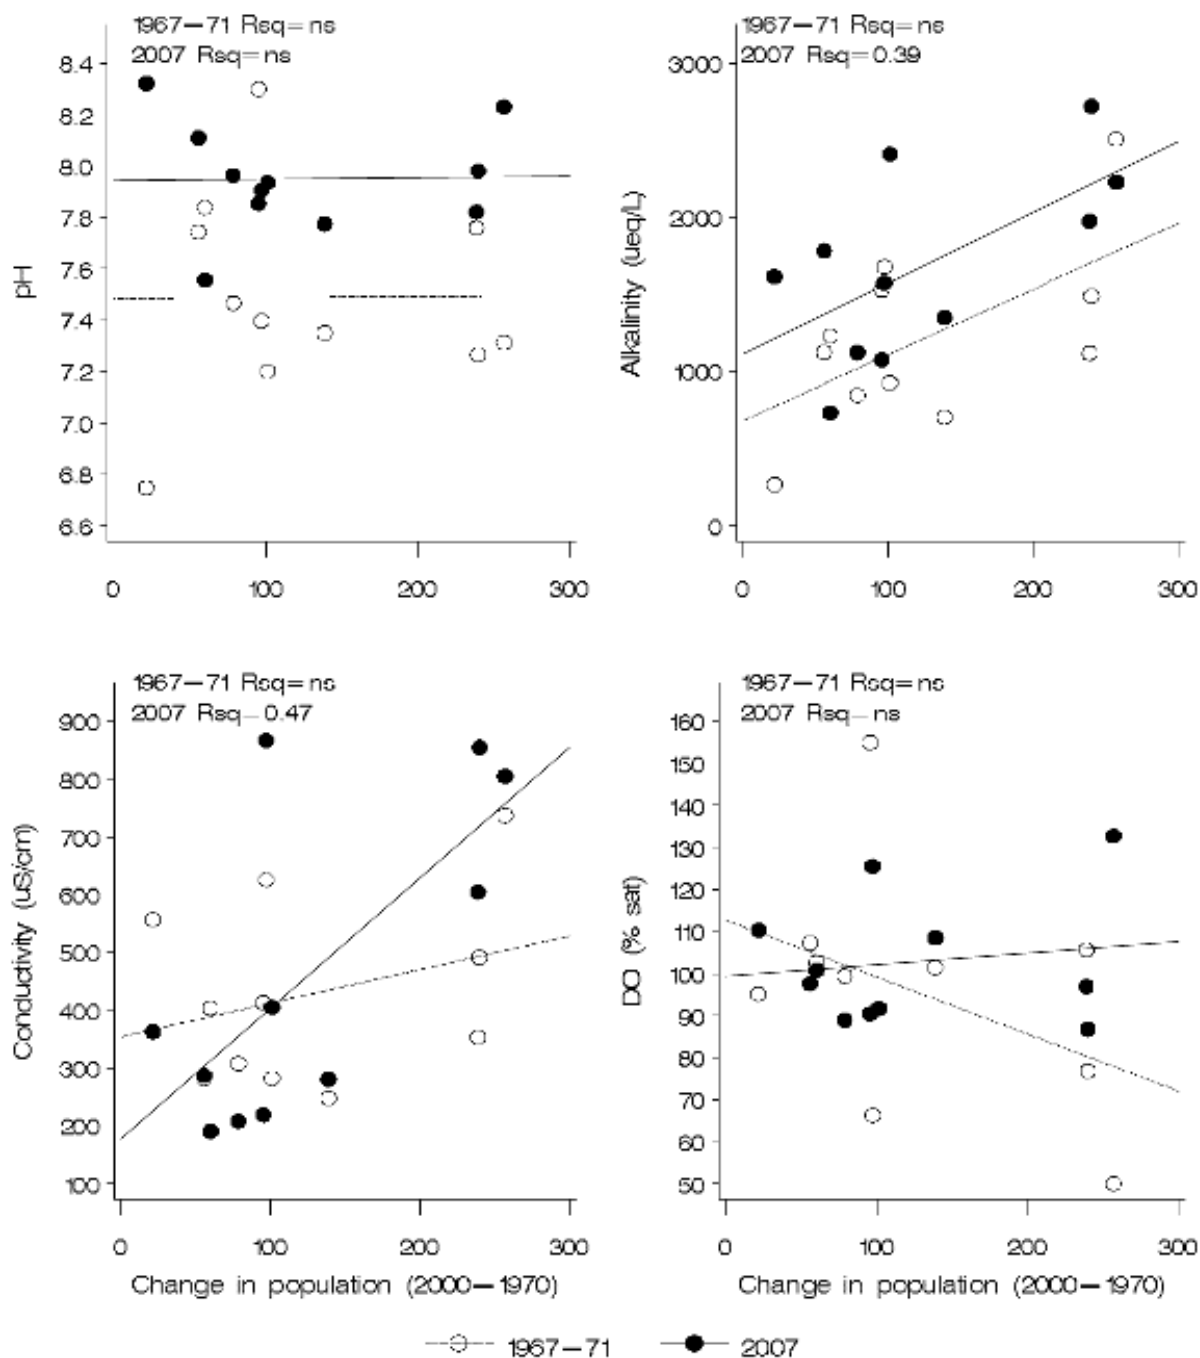 1967–71 Rsq=ns
2007 Rsq=ns
8.4
8.2
8.0
7.8
7.6
7.4
7.2
7.0
6.8
6.6
pH
0 100 200 300
1967–71 Rsq=ns
2007 Rsq=0.39
3000
2000
1000
0
Alkalinity (ueq/L)
0 100 200 300
1967–71 Rsq=ns
2007 Rsq=0.47
900
800
700
600
500
400
300
200
100
Conductivity (uS/cm)
0 100 200 300
Change in population (2000–1970)
1967–71 Rsq=ns
2007 Rsq=ns
160
150
140
130
120
110
100
90
80
70
60
50
DO (% sat)
0 100 200 300
Change in population (2000–1970)
1967–71 2007